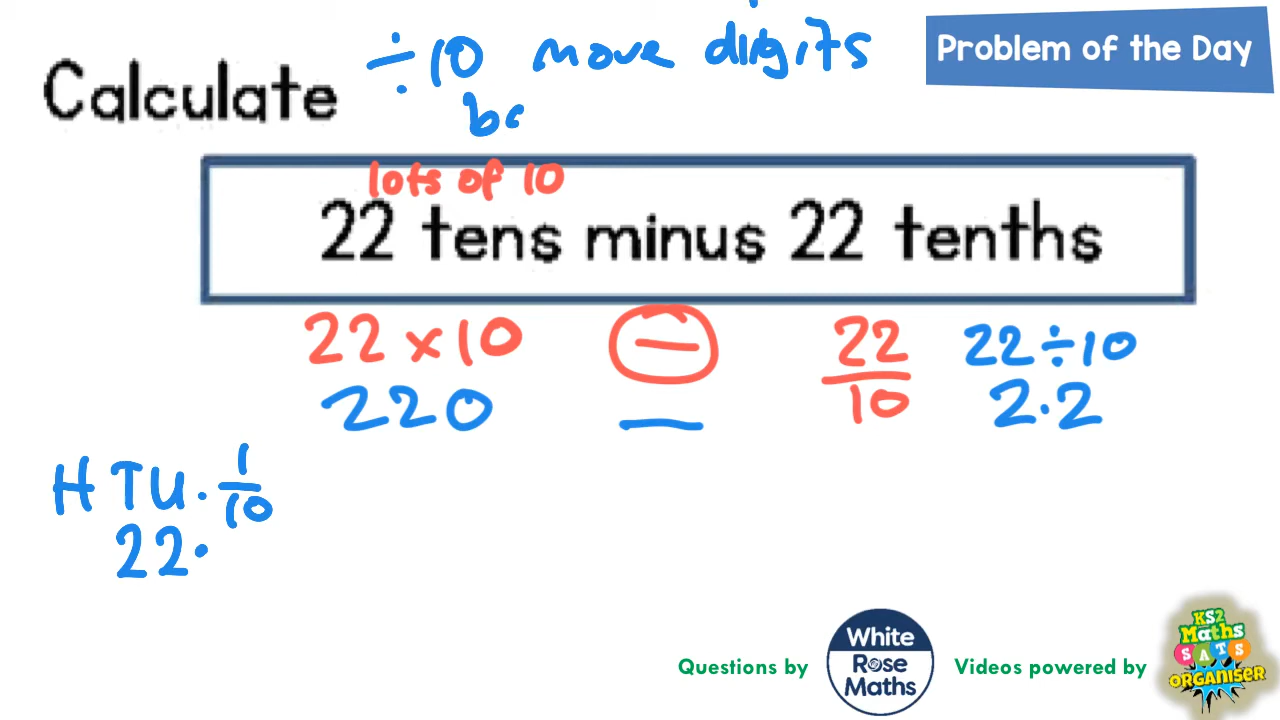 ÷10 move digits
Problem of the Day
Calculate
lots of 10
22 tens minus 22 tenths
22 × 10 − 22/10 22÷10
220 − 2.2
H T U . 1/10
22.
Questions by
White
Rose
Maths
Videos powered by
KS2
Maths
SATS
ORGANISER